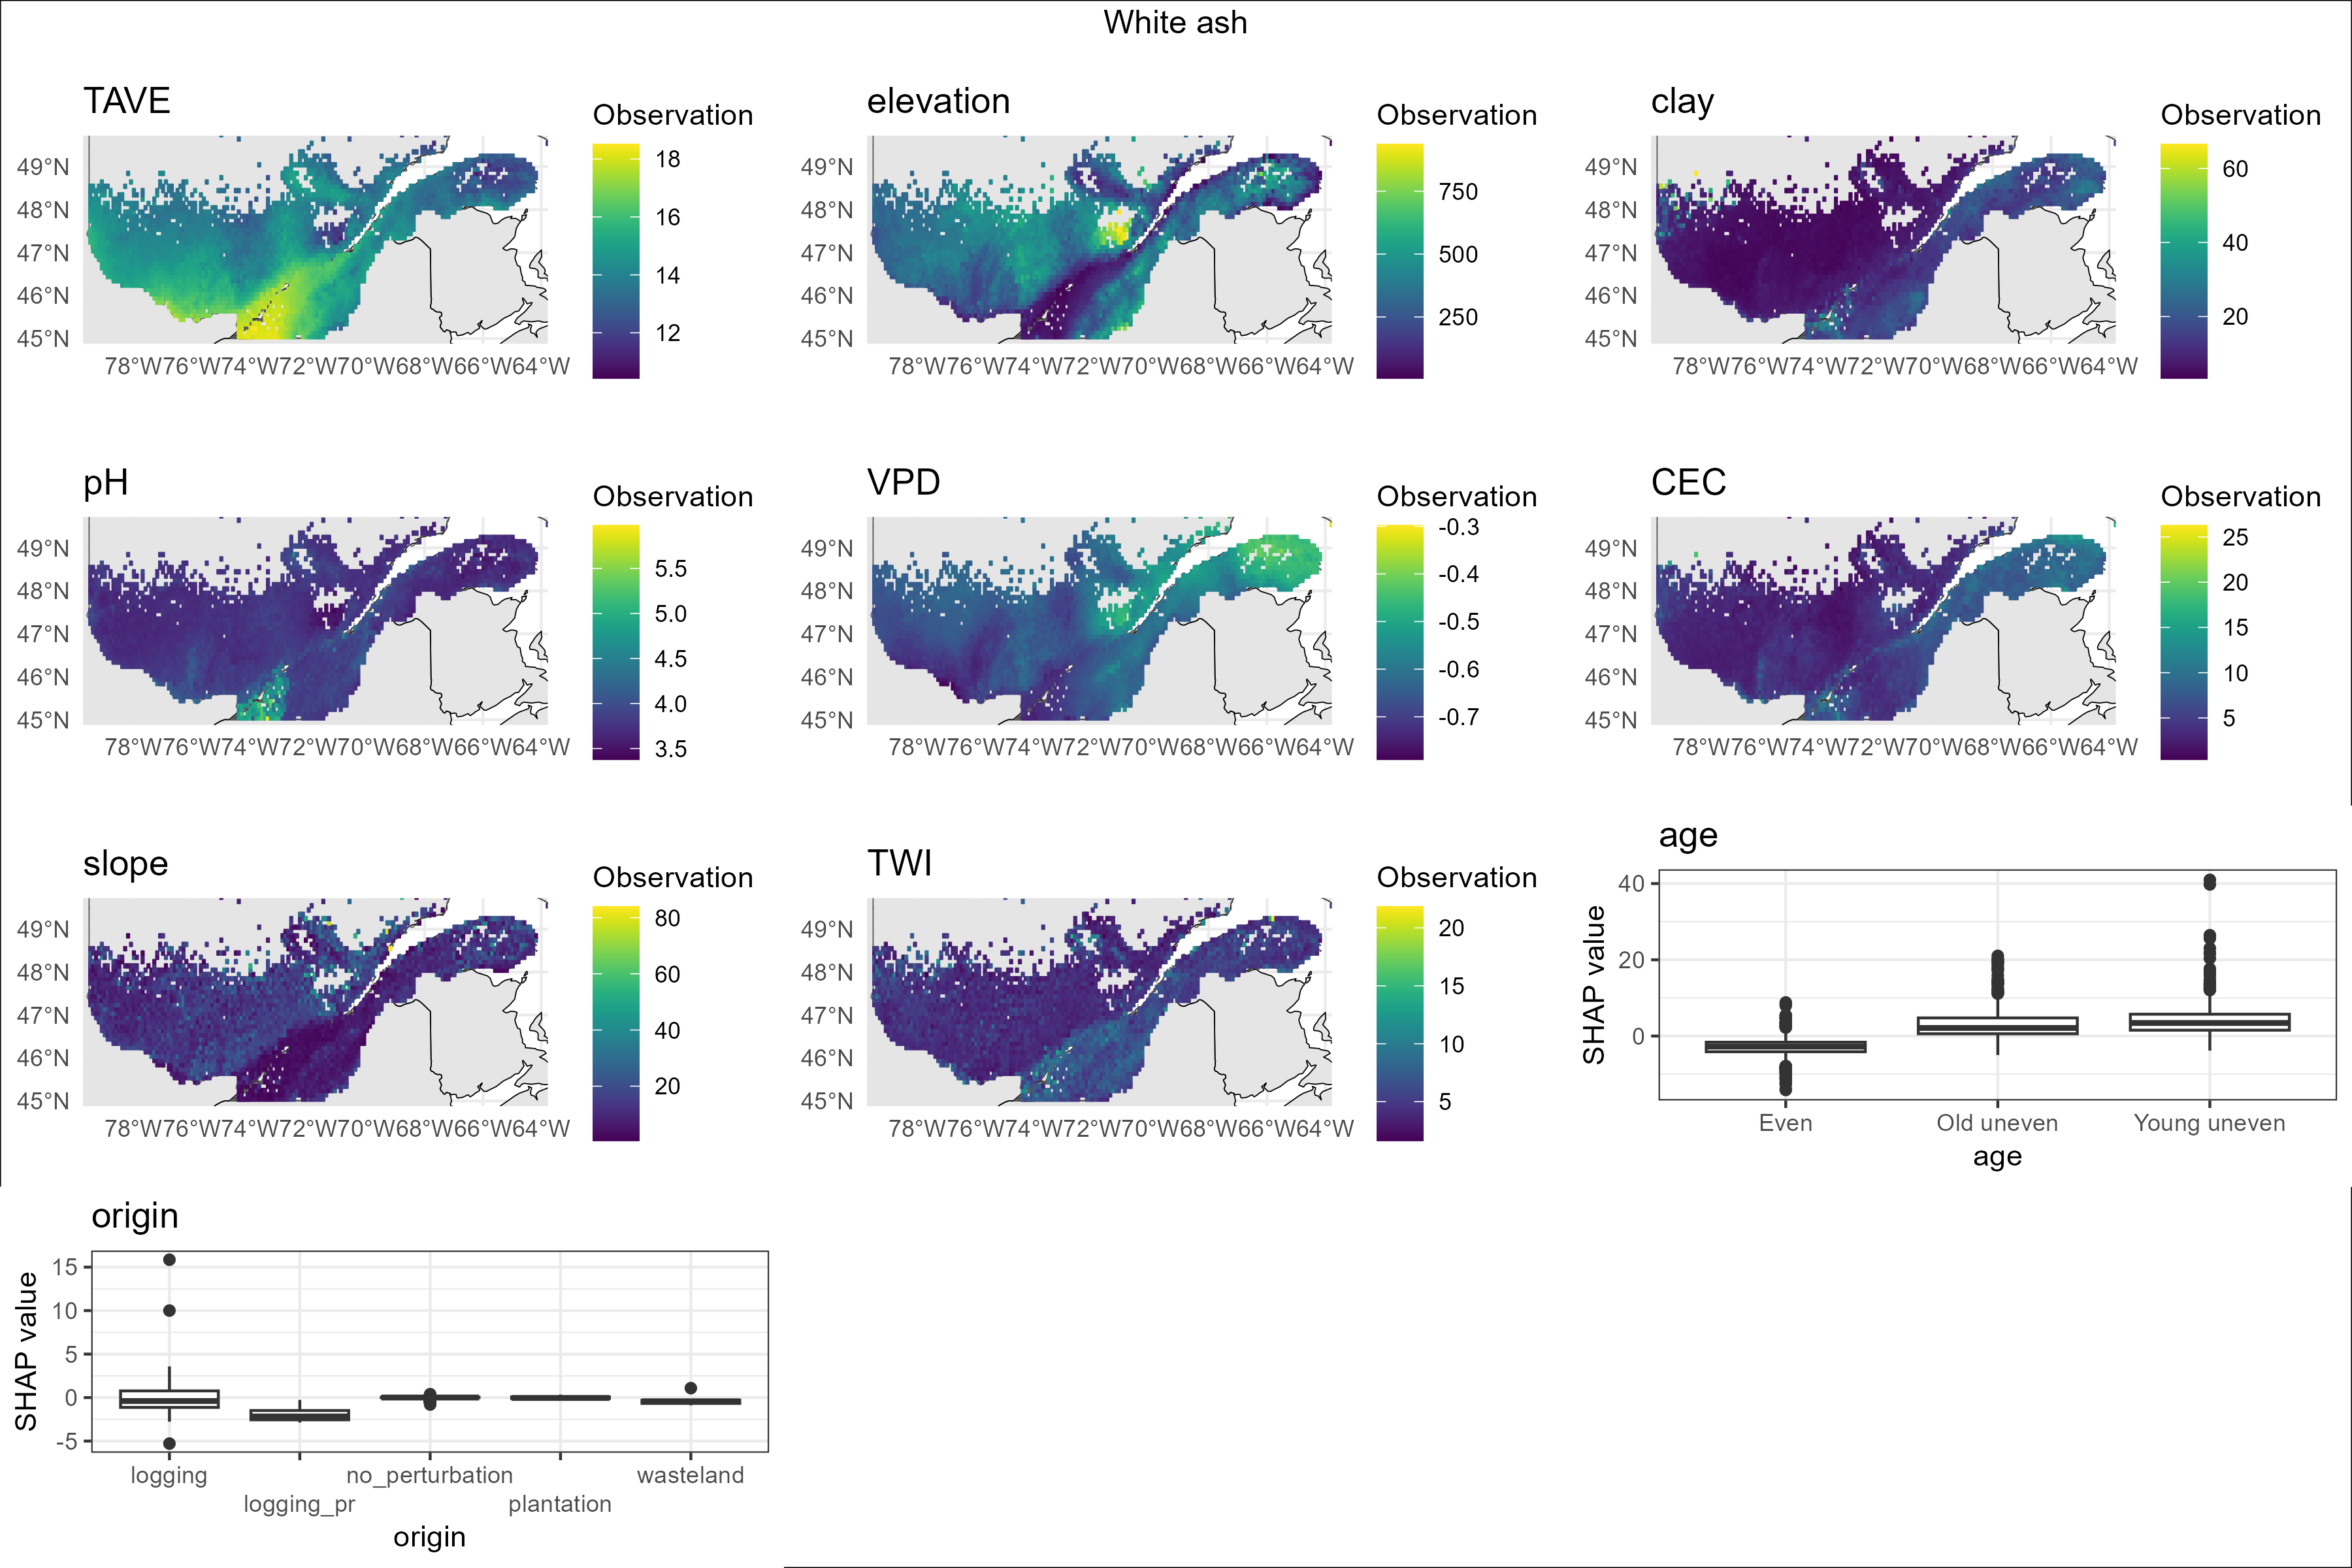 White ash
TAVE
Observation
49°N
48°N
47°N
46°N
45°N
78°W76°W74°W72°W70°W68°W66°W64°W
18
16
14
12
elevation
Observation
49°N
48°N
47°N
46°N
45°N
78°W76°W74°W72°W70°W68°W66°W64°W
750
500
250
clay
Observation
49°N
48°N
47°N
46°N
45°N
78°W76°W74°W72°W70°W68°W66°W64°W
60
40
20
pH
Observation
49°N
48°N
47°N
46°N
45°N
78°W76°W74°W72°W70°W68°W66°W64°W
5.5
5.0
4.5
4.0
3.5
VPD
Observation
49°N
48°N
47°N
46°N
45°N
78°W76°W74°W72°W70°W68°W66°W64°W
-0.3
-0.4
-0.5
-0.6
-0.7
CEC
Observation
49°N
48°N
47°N
46°N
45°N
78°W76°W74°W72°W70°W68°W66°W64°W
25
20
15
10
5
slope
Observation
49°N
48°N
47°N
46°N
45°N
78°W76°W74°W72°W70°W68°W66°W64°W
80
60
40
20
TWI
Observation
49°N
48°N
47°N
46°N
45°N
78°W76°W74°W72°W70°W68°W66°W64°W
20
15
10
5
age
SHAP value
40
20
0
Even Old uneven Young uneven
age
origin
SHAP value
15
10
5
0
-5
logging no_perturbation wasteland
logging_pr plantation
origin